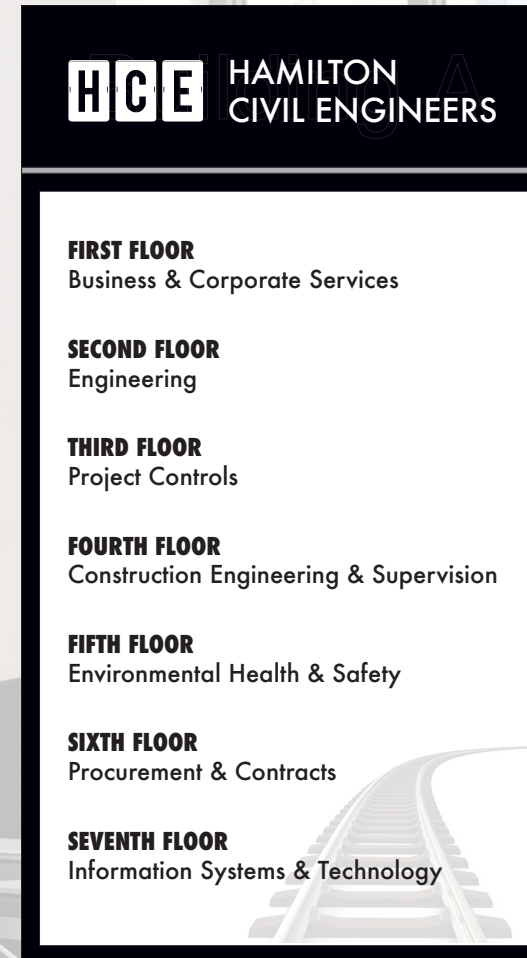 Building A
HCE
HAMILTON
CIVIL ENGINEERS
FIRST FLOOR
Business & Corporate Services
SECOND FLOOR
Engineering
THIRD FLOOR
Project Controls
FOURTH FLOOR
Construction Engineering & Supervision
FIFTH FLOOR
Environmental Health & Safety
SIXTH FLOOR
Procurement & Contracts
SEVENTH FLOOR
Information Systems & Technology